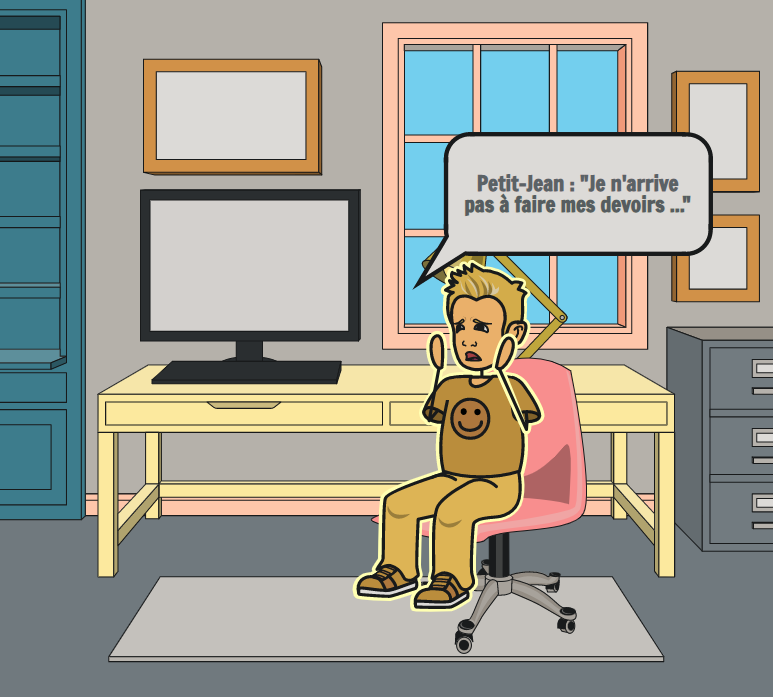 Petit-Jean : "Je n'arrive
pas à faire mes devoirs ..."